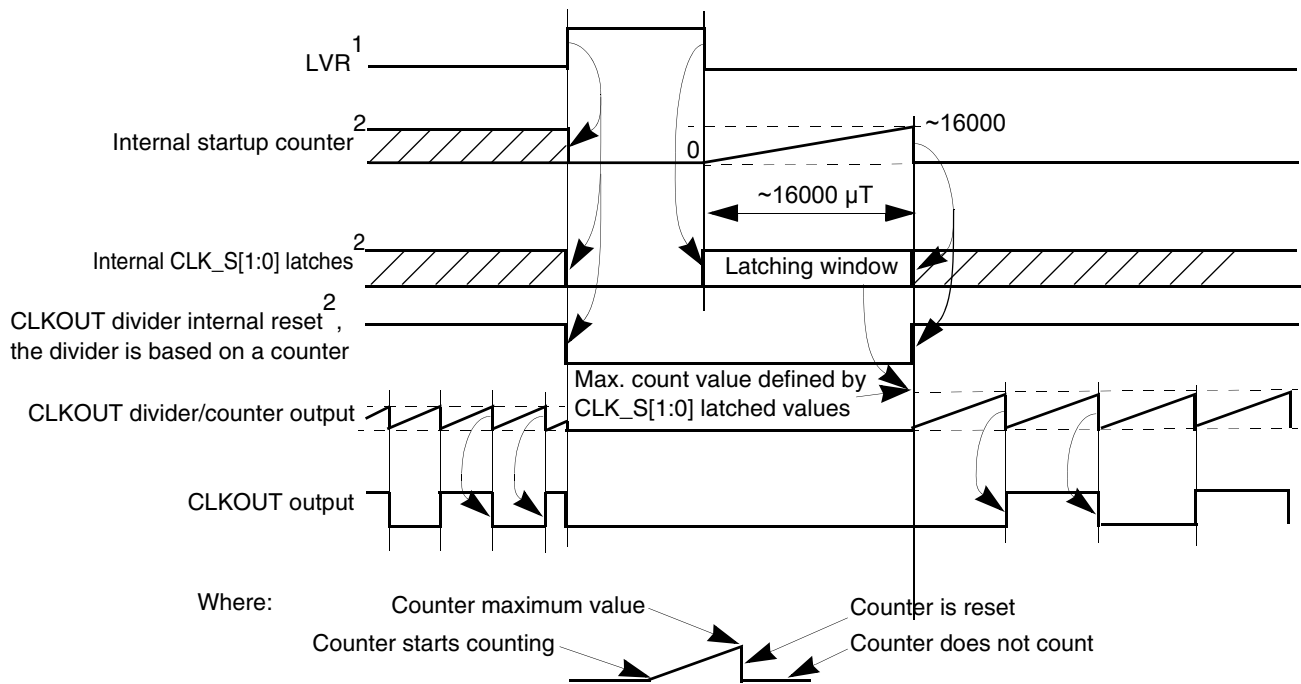 LVR1
Internal startup counter2
0
~16000
~16000 µT
Internal CLK_S[1:0] latches2
Latching window
CLKOUT divider internal reset2,
the divider is based on a counter
Max. count value defined by
CLK_S[1:0] latched values
CLKOUT divider/counter output
CLKOUT output
Where:
Counter maximum value
Counter is reset
Counter starts counting
Counter does not count